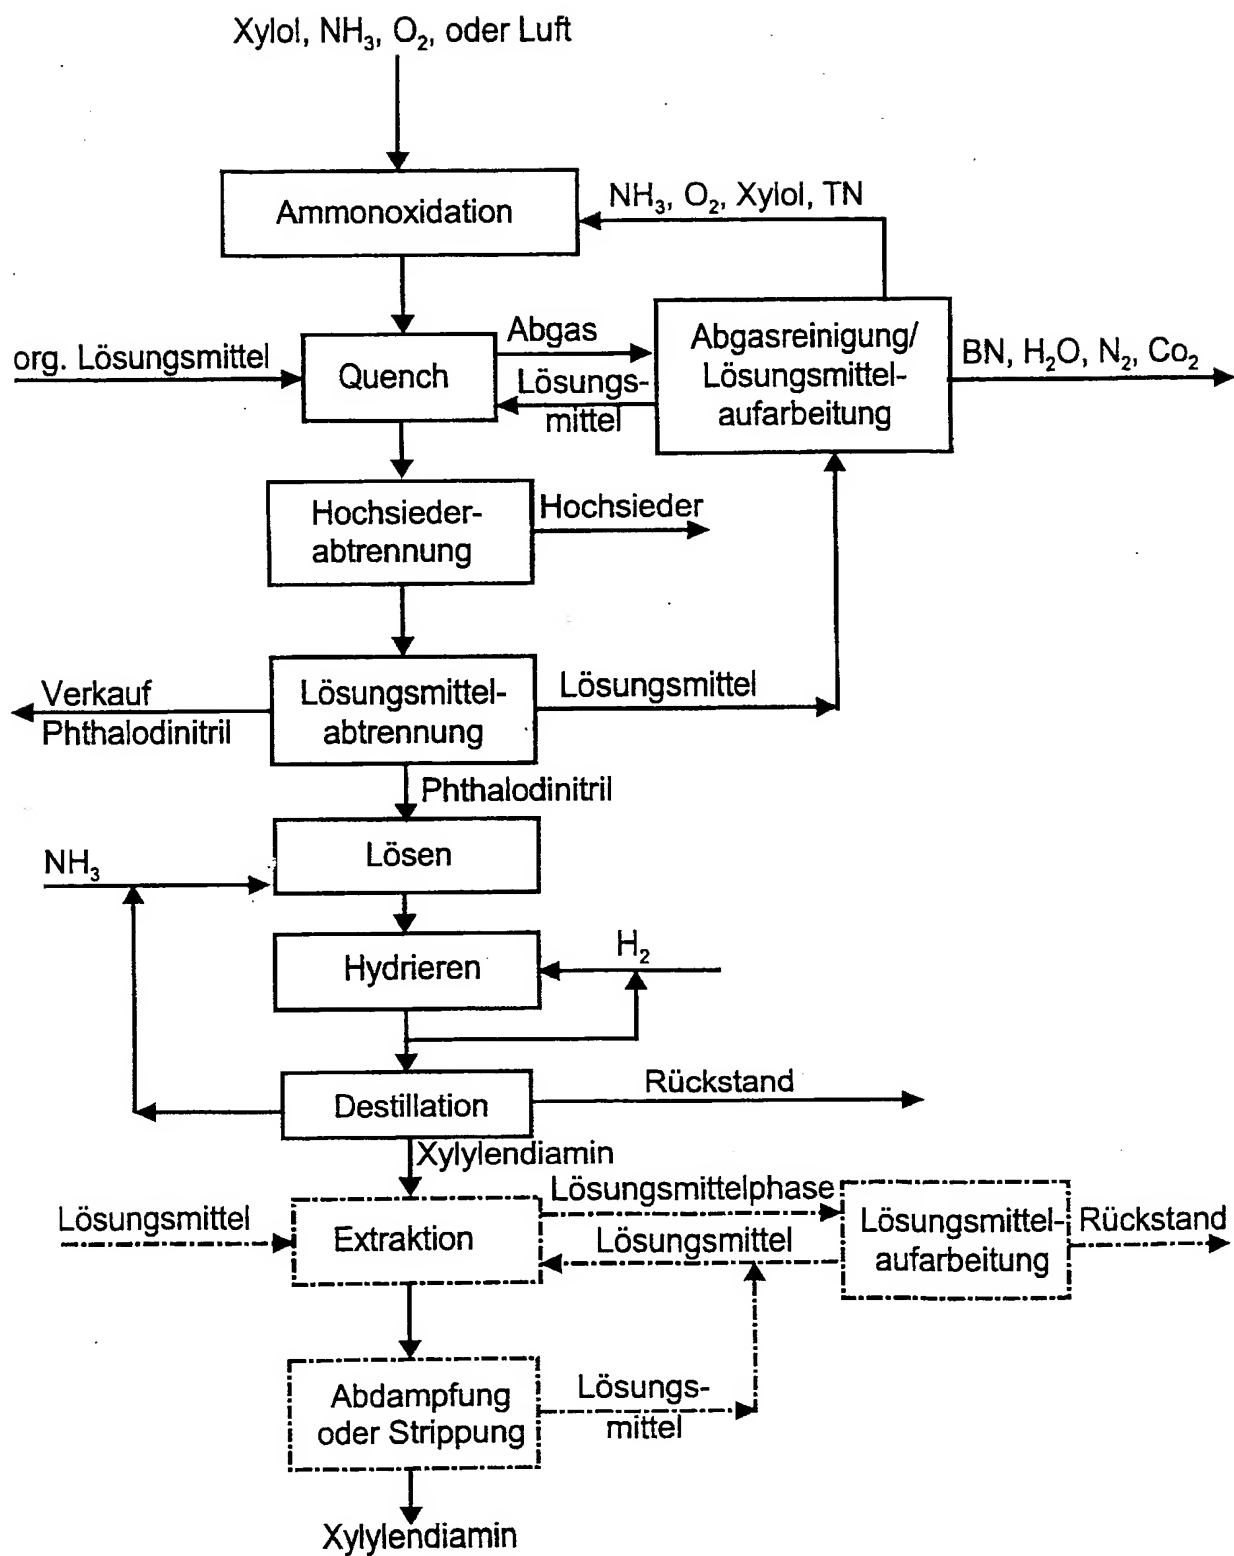 Xylol, NH₃, O₂, oder Luft
Ammonoxidation
NH₃, O₂, Xylol, TN
org. Lösungsmittel
Quench
Abgas
Lösungs-
mittel
Abgasreinigung/
Lösungsmittel-
aufarbeitung
BN, H₂O, N₂, Co₂
Hochsieder-
abtrennung
Hochsieder
Verkauf
Phthalodinitril
Lösungsmittel-
abtrennung
Lösungsmittel
Phthalodinitril
NH₃
Lösen
Hydrieren
H₂
Destillation
Rückstand
Xylylendiamin
Lösungsmittel
Extraktion
Lösungsmittelphase
Lösungsmittel
Lösungsmittel-
aufarbeitung
Rückstand
Abdampfung
oder Strippung
Lösungs-
mittel
Xylylendiamin